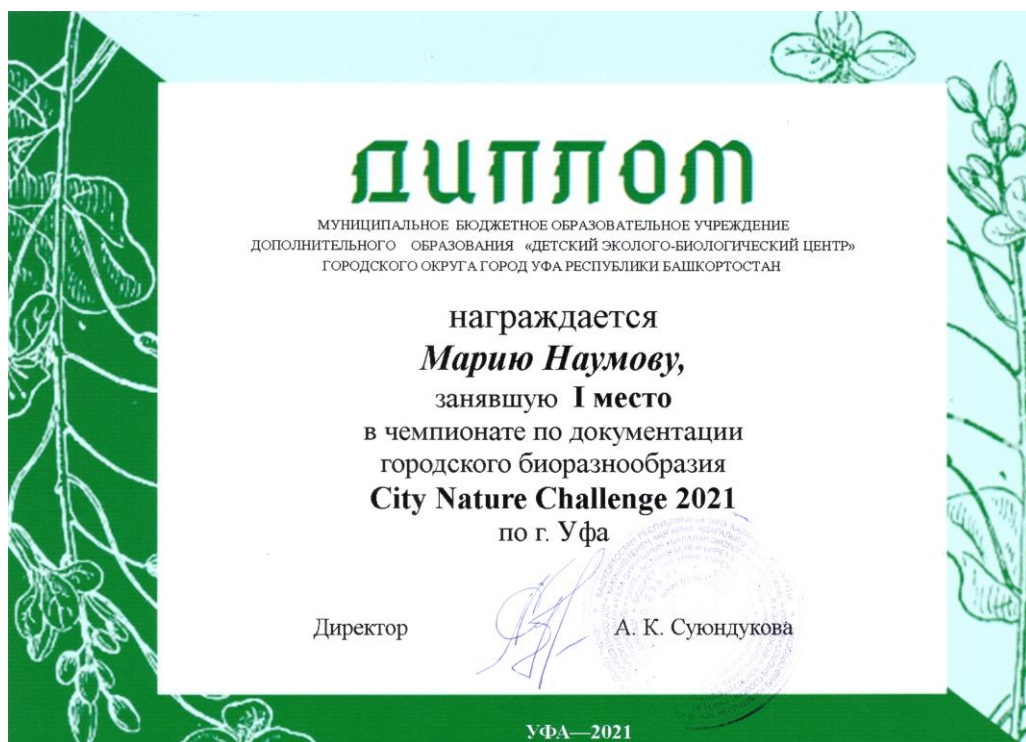 ДИПЛОМ
МУНИЦИПАЛЬНОЕ БЮДЖЕТНОЕ ОБРАЗОВАТЕЛЬНОЕ УЧРЕЖДЕНИЕ
ДОПОЛНИТЕЛЬНОГО ОБРАЗОВАНИЯ «ДЕТСКИЙ ЭКОЛОГО-БИОЛОГИЧЕСКИЙ ЦЕНТР»
ГОРОДСКОГО ОКРУГА ГОРОД УФА РЕСПУБЛИКИ БАШКОРТОСТАН
награждается
Марию Наумову,
занявшую I место
в чемпионате по документации
городского биоразнообразия
City Nature Challenge 2021
по г. Уфа
Директор А. К. Суюндукова
УФА—2021